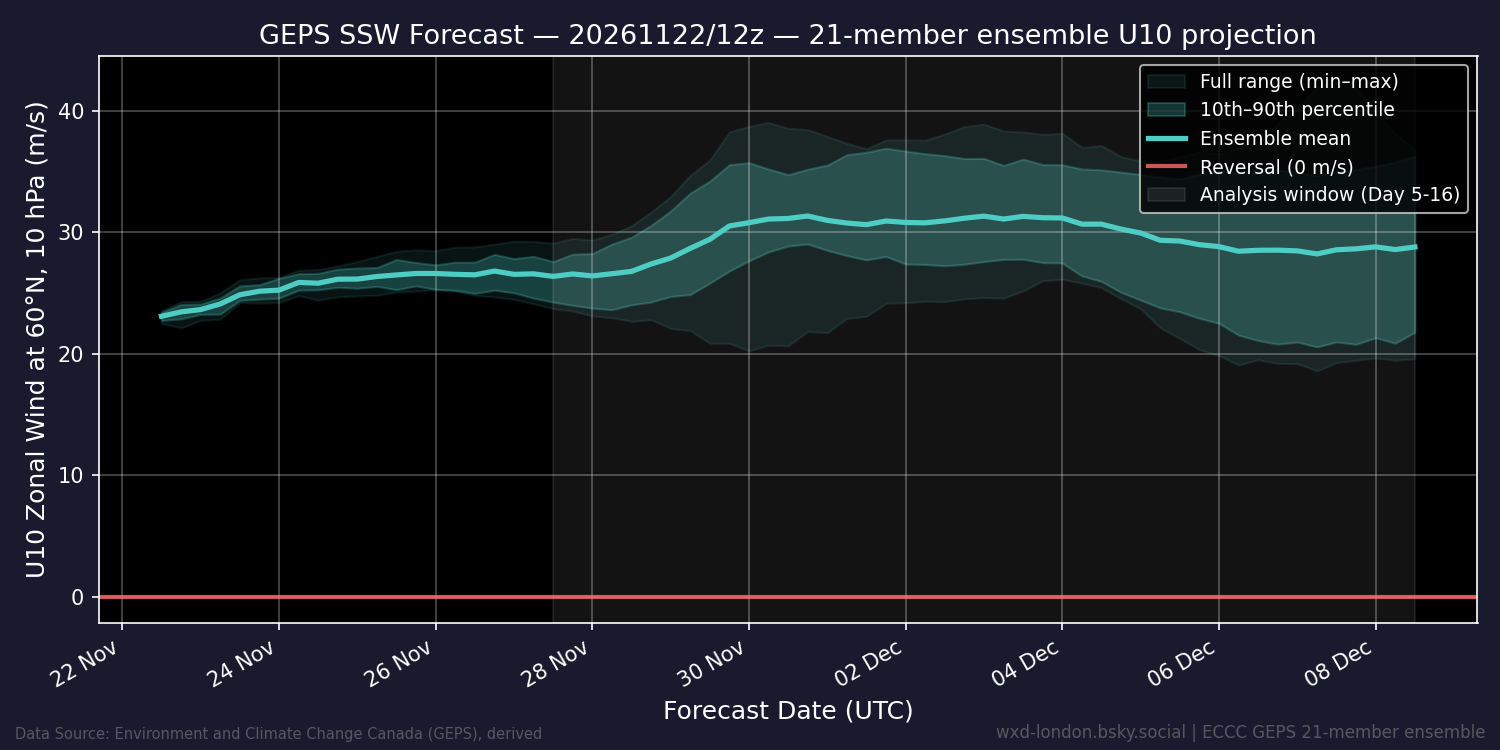 GEPS SSW Forecast — 20261122/12z — 21-member ensemble U10 projection
Full range (min–max)
10th–90th percentile
Ensemble mean
Reversal (0 m/s)
Analysis window (Day 5-16)
U10 Zonal Wind at 60°N, 10 hPa (m/s)
40
30
20
10
0
22 Nov
24 Nov
26 Nov
28 Nov
30 Nov
02 Dec
04 Dec
06 Dec
08 Dec
Forecast Date (UTC)
Data Source: Environment and Climate Change Canada (GEPS), derived
wxd-london.bsky.social | ECCC GEPS 21-member ensemble